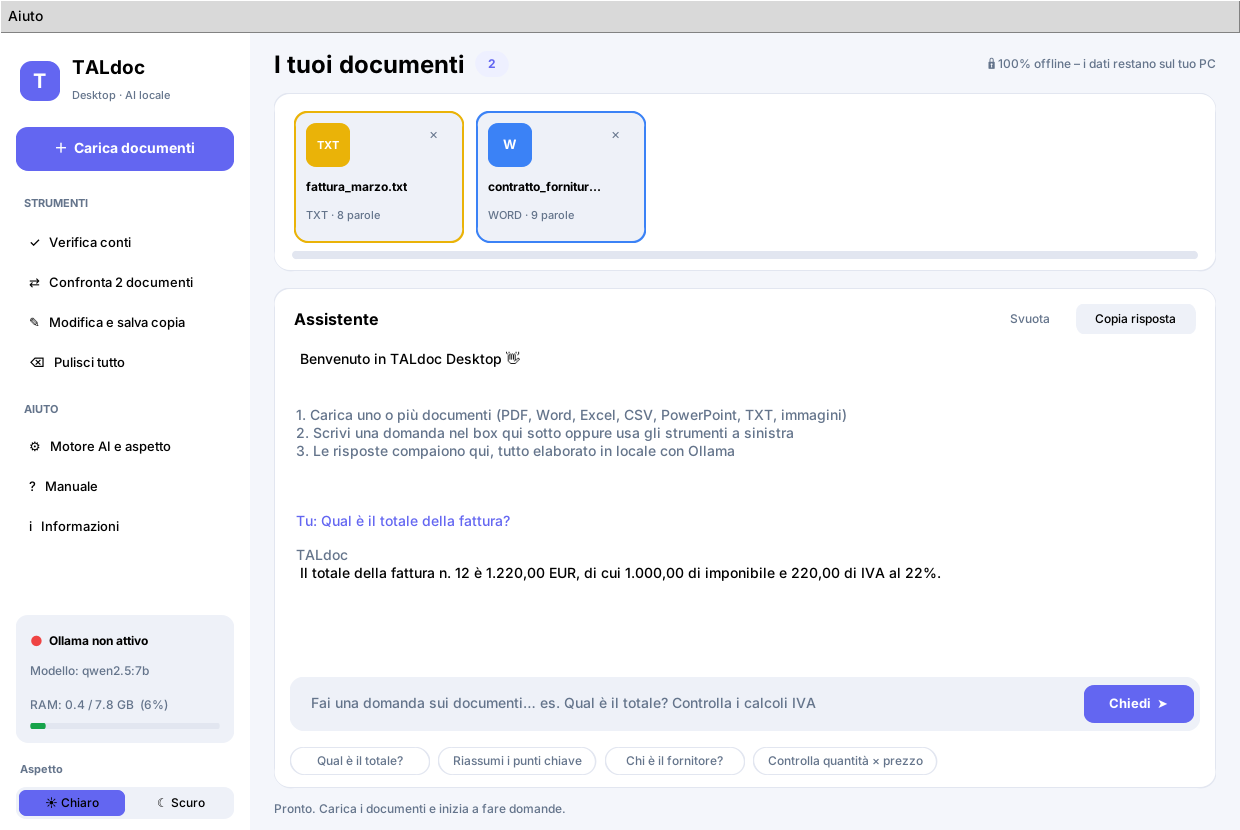 Aiuto
T
TALdoc
Desktop · AI locale
+ Carica documenti
STRUMENTI
✓ Verifica conti
⇄ Confronta 2 documenti
✎ Modifica e salva copia
⌫ Pulisci tutto
AIUTO
⚙ Motore AI e aspetto
? Manuale
i Informazioni
Ollama non attivo
Modello: qwen2.5:7b
RAM: 0.4 / 7.8 GB (6%)
Aspetto
☀ Chiaro
☾ Scuro
I tuoi documenti
2
🔒 100% offline – i dati restano sul tuo PC
TXT
×
fattura_marzo.txt
TXT · 8 parole
W
×
contratto_fornitur...
WORD · 9 parole
Assistente
Svuota
Copia risposta
Benvenuto in TALdoc Desktop 👋
1. Carica uno o più documenti (PDF, Word, Excel, CSV, PowerPoint, TXT, immagini)
2. Scrivi una domanda nel box qui sotto oppure usa gli strumenti a sinistra
3. Le risposte compaiono qui, tutto elaborato in locale con Ollama
Tu: Qual è il totale della fattura?
TALdoc
Il totale della fattura n. 12 è 1.220,00 EUR, di cui 1.000,00 di imponibile e 220,00 di IVA al 22%.
Fai una domanda sui documenti... es. Qual è il totale? Controlla i calcoli IVA
Chiedi ➤
Qual è il totale?
Riassumi i punti chiave
Chi è il fornitore?
Controlla quantità × prezzo
Pronto. Carica i documenti e inizia a fare domande.